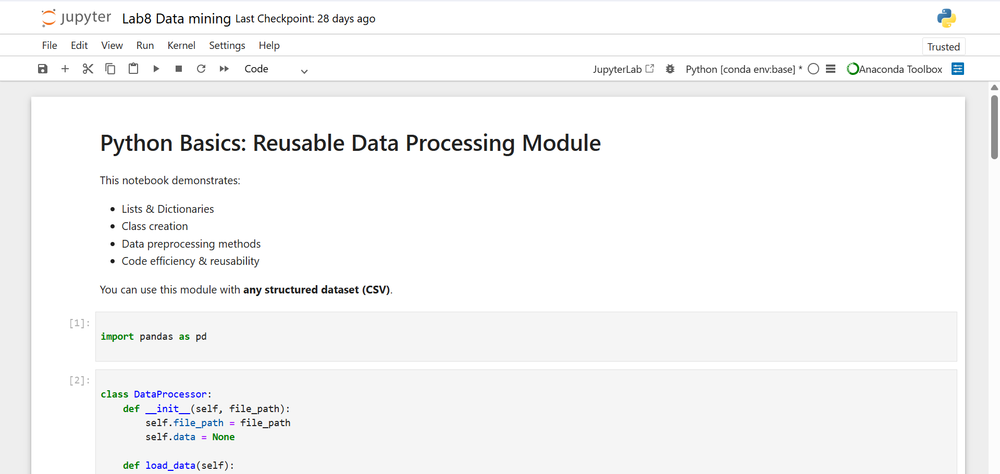 jupyter Lab8 Data mining Last Checkpoint: 28 days ago
File Edit View Run Kernel Settings Help
Trusted
Code
JupyterLab Python [conda env:base] * Anaconda Toolbox
Python Basics: Reusable Data Processing Module
This notebook demonstrates:
• Lists & Dictionaries
• Class creation
• Data preprocessing methods
• Code efficiency & reusability
You can use this module with any structured dataset (CSV).
[1]:
import pandas as pd
[2]:
class DataProcessor:
    def __init__(self, file_path):
        self.file_path = file_path
        self.data = None
    def load_data(self):